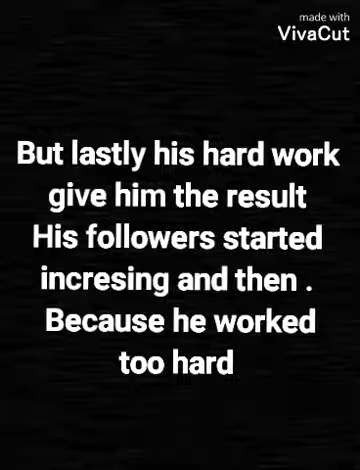 made with
VivaCut
But lastly his hard work
give him the result
His followers started
incresing and then .
Because he worked
too hard